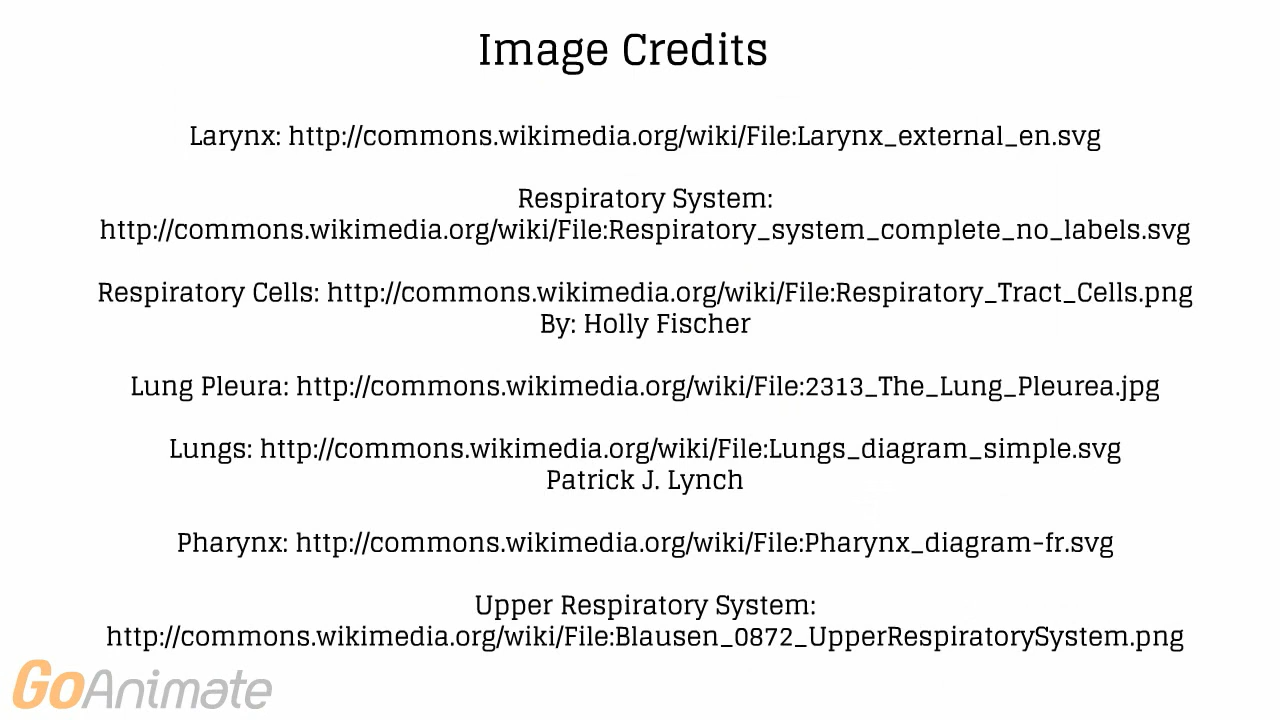 Image Credits
Larynx: http://commons.wikimedia.org/wiki/File:Larynx_external_en.svg
Respiratory System:
http://commons.wikimedia.org/wiki/File:Respiratory_system_complete_no_labels.svg
Respiratory Cells: http://commons.wikimedia.org/wiki/File:Respiratory_Tract_Cells.png
By: Holly Fischer
Lung Pleura: http://commons.wikimedia.org/wiki/File:2313_The_Lung_Pleurea.jpg
Lungs: http://commons.wikimedia.org/wiki/File:Lungs_diagram_simple.svg
Patrick J. Lynch
Pharynx: http://commons.wikimedia.org/wiki/File:Pharynx_diagram-fr.svg
Upper Respiratory System:
http://commons.wikimedia.org/wiki/File:Blausen_0872_UpperRespiratorySystem.png
GoAnimate